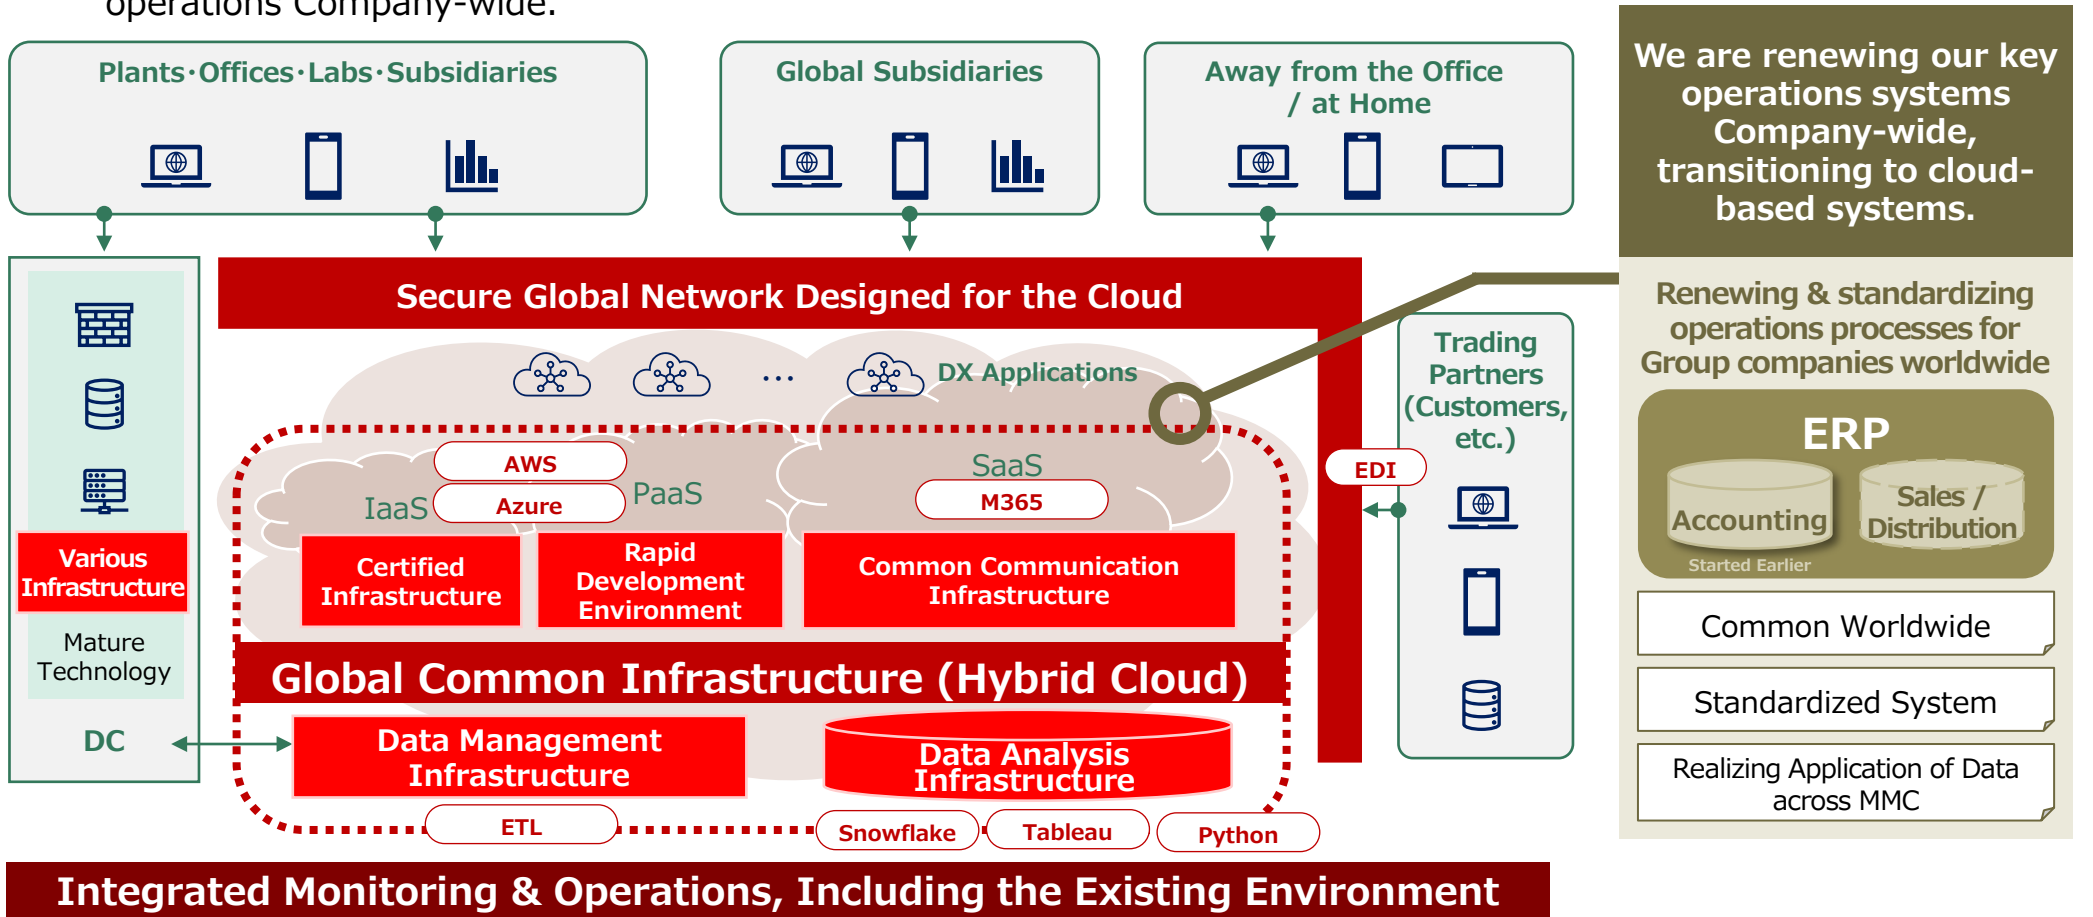 operations Company-wide.
Plants･Offices･Labs･Subsidiaries
Global Subsidiaries
Away from the Office
/ at Home
Secure Global Network Designed for the Cloud
DX Applications
…
AWS
Azure
IaaS
PaaS
SaaS
M365
Certified
Infrastructure
Rapid
Development
Environment
Common Communication
Infrastructure
Global Common Infrastructure (Hybrid Cloud)
Data Management
Infrastructure
Data Analysis
Infrastructure
ETL
Snowflake
Tableau
Python
Various
Infrastructure
Mature
Technology
DC
EDI
Trading
Partners
(Customers,
etc.)
Integrated Monitoring & Operations, Including the Existing Environment
We are renewing our key
operations systems
Company-wide,
transitioning to cloud-
based systems.
Renewing & standardizing
operations processes for
Group companies worldwide
ERP
Accounting
Started Earlier
Sales /
Distribution
Common Worldwide
Standardized System
Realizing Application of Data
across MMC